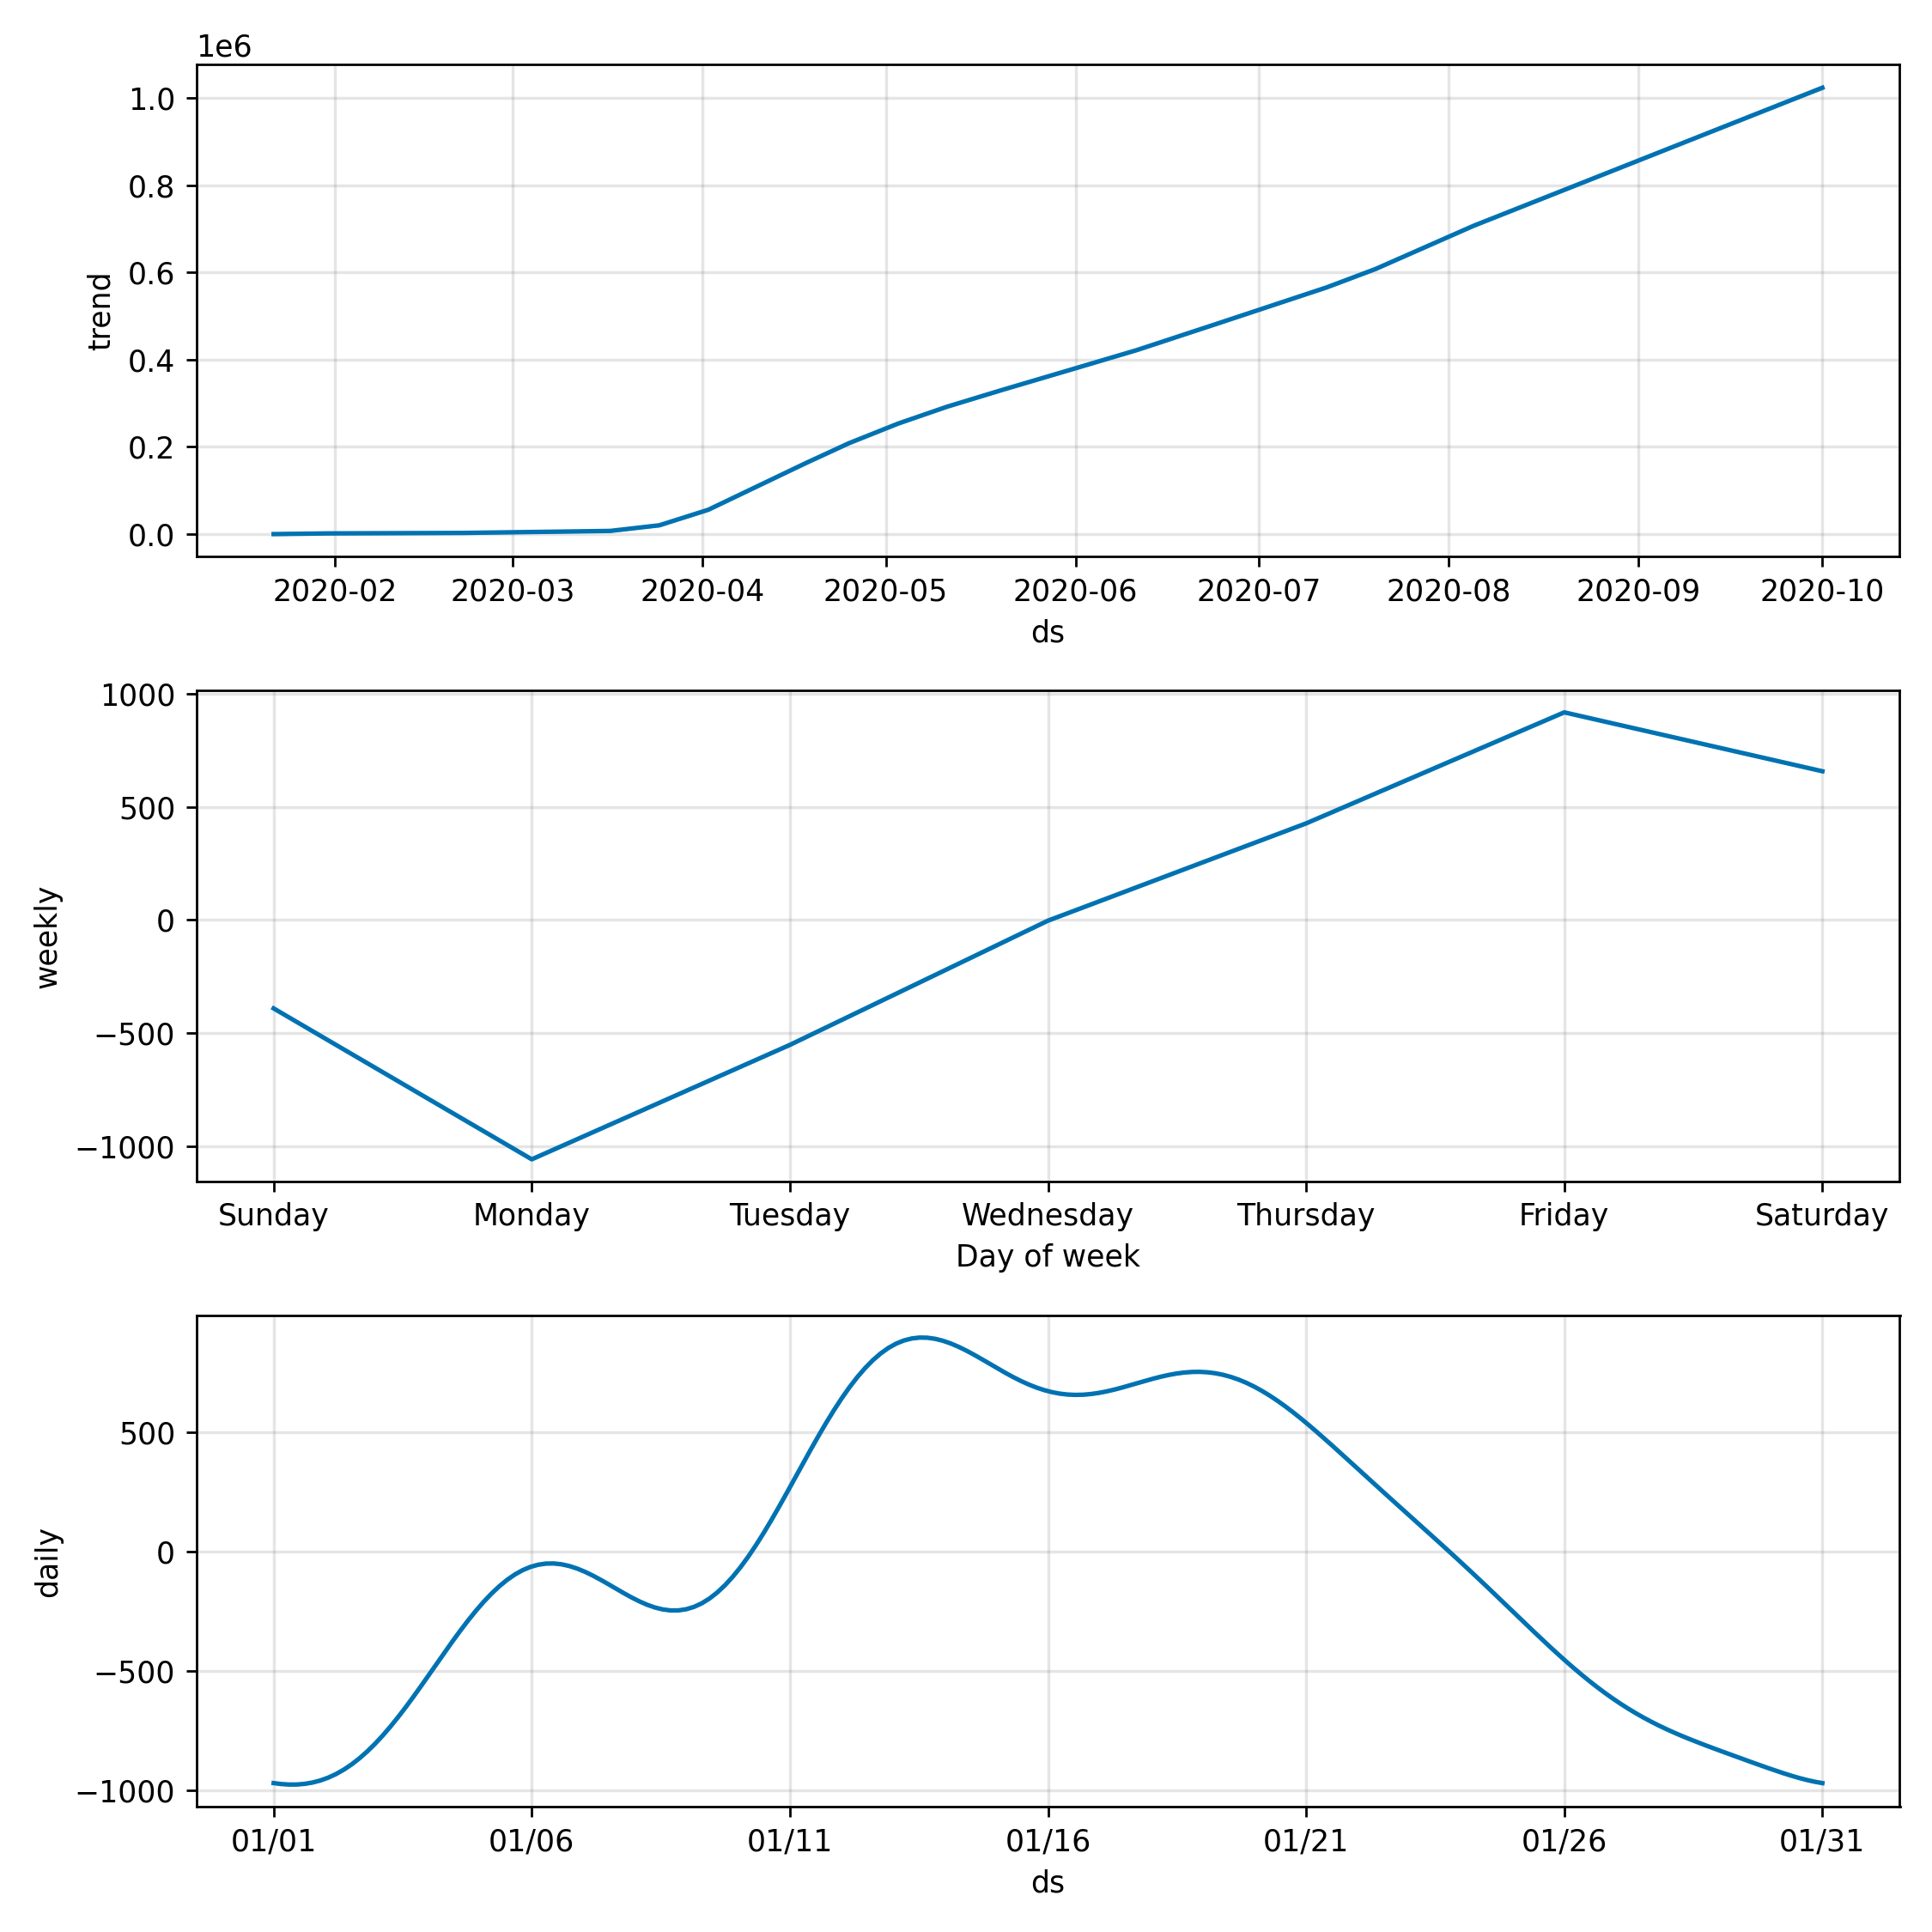 1e6
1.0
0.8
0.6
0.4
0.2
0.0
trend
2020-02 2020-03 2020-04 2020-05 2020-06 2020-07 2020-08 2020-09 2020-10
ds
1000
500
0
−500
−1000
weekly
Sunday Monday Tuesday Wednesday Thursday Friday Saturday
Day of week
500
0
−500
−1000
daily
01/01 01/06 01/11 01/16 01/21 01/26 01/31
ds